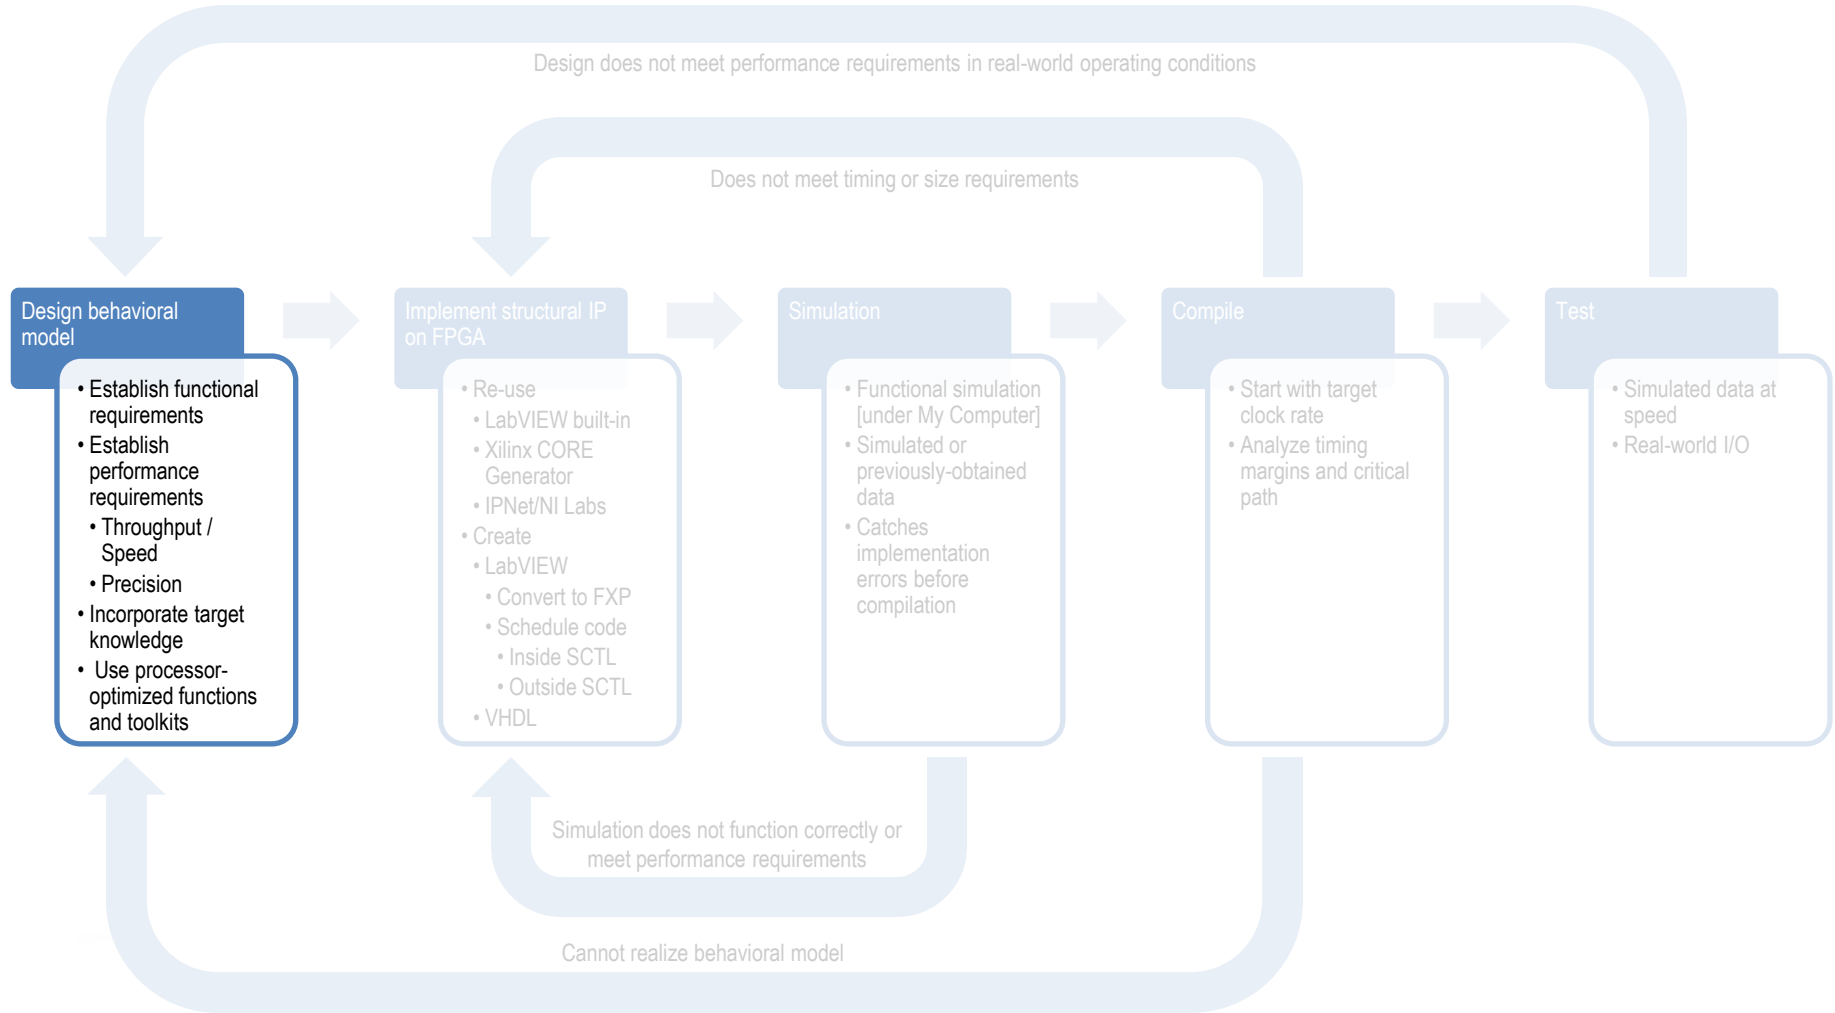 Design does not meet performance requirements in real-world operating conditions
Does not meet timing or size requirements
Design behavioral
model
• Establish functional
requirements
• Establish
performance
requirements
• Throughput /
Speed
• Precision
• Incorporate target
knowledge
• Use processor-
optimized functions
and toolkits
Implement structural IP
on FPGA
• Re-use
• LabVIEW built-in
• Xilinx CORE
Generator
• IPNet/NI Labs
• Create
• LabVIEW
• Convert to FXP
• Schedule code
• Inside SCTL
• Outside SCTL
• VHDL
Simulation
• Functional simulation
[under My Computer]
• Simulated or
previously-obtained
data
• Catches
implementation
errors before
compilation
Compile
• Start with target
clock rate
• Analyze timing
margins and critical
path
Test
• Simulated data at
speed
• Real-world I/O
Simulation does not function correctly or
meet performance requirements
Cannot realize behavioral model